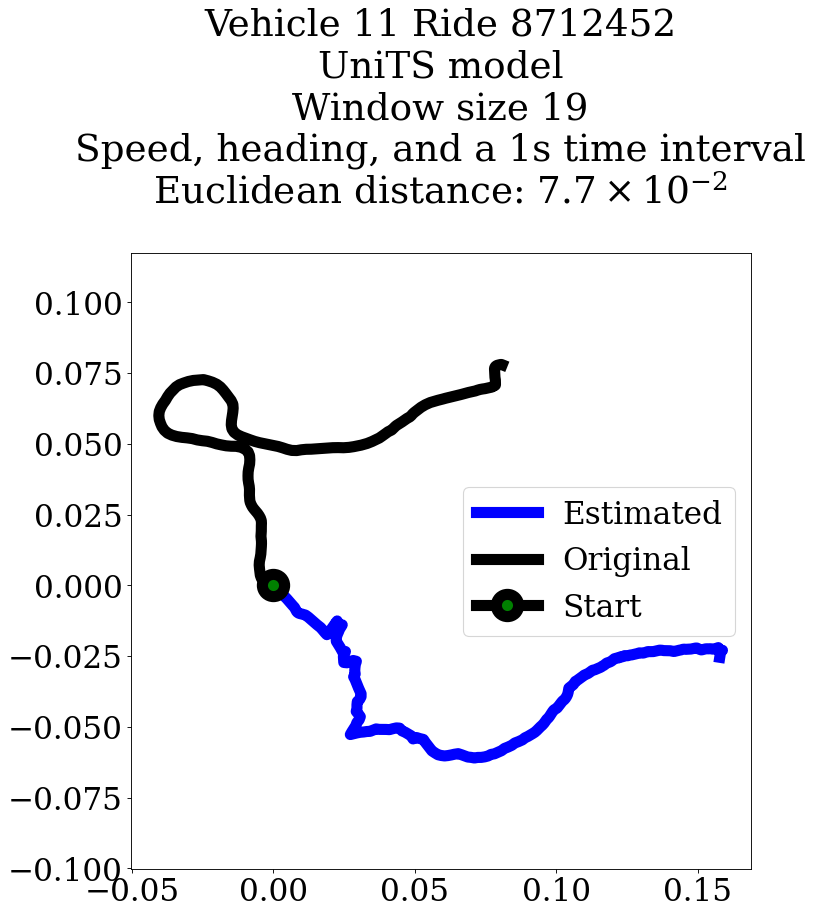 Vehicle 11 Ride 8712452
UniTS model
Window size 19
Speed, heading, and a 1s time interval
Euclidean distance: 7.7 × 10⁻²
0.100
0.075
0.050
0.025
0.000
−0.025
−0.050
−0.075
−0.100
Estimated
Original
Start
−0.05 0.00 0.05 0.10 0.15